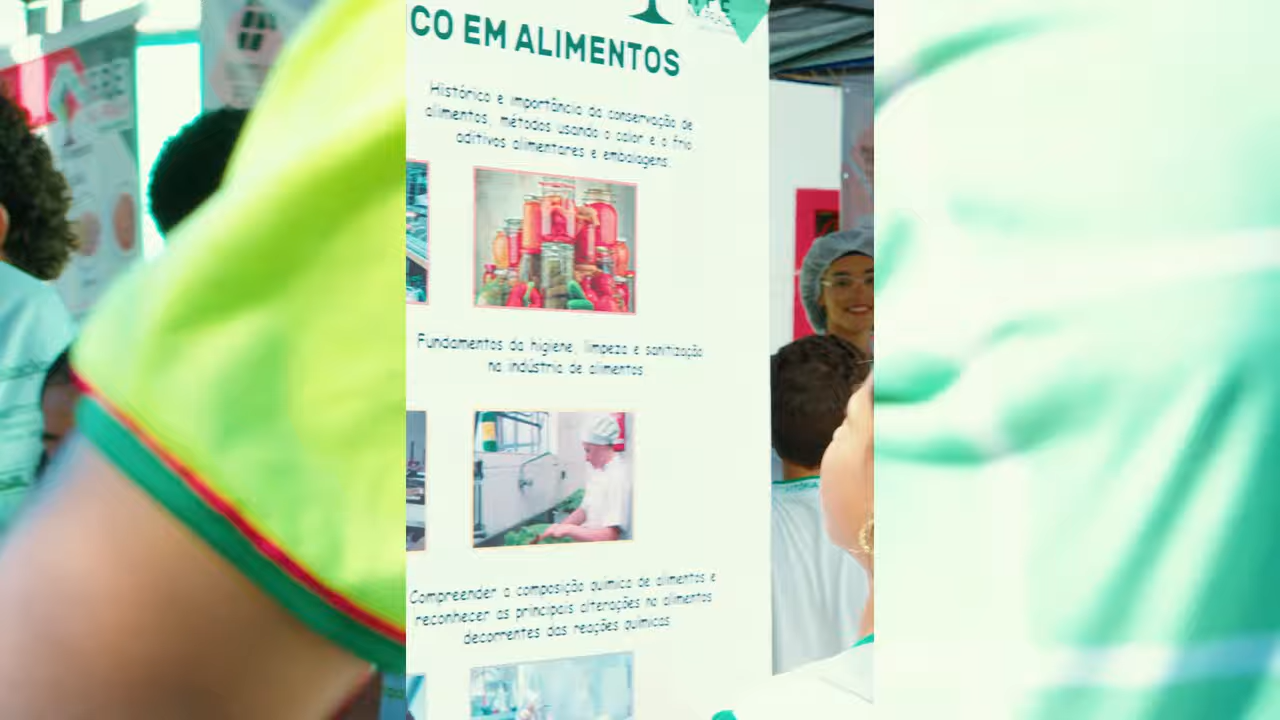 CO EM ALIMENTOS
Histórico e importância da conservação de
alimentos, métodos usando o calor e o frio
aditivos alimentares e embalagens.
Fundamentos da higiene, limpeza e sanitização
na indústria de alimentos
Compreender a composição química de alimentos e
reconhecer as principais alterações no alimentos
decorrentes das reações químicas